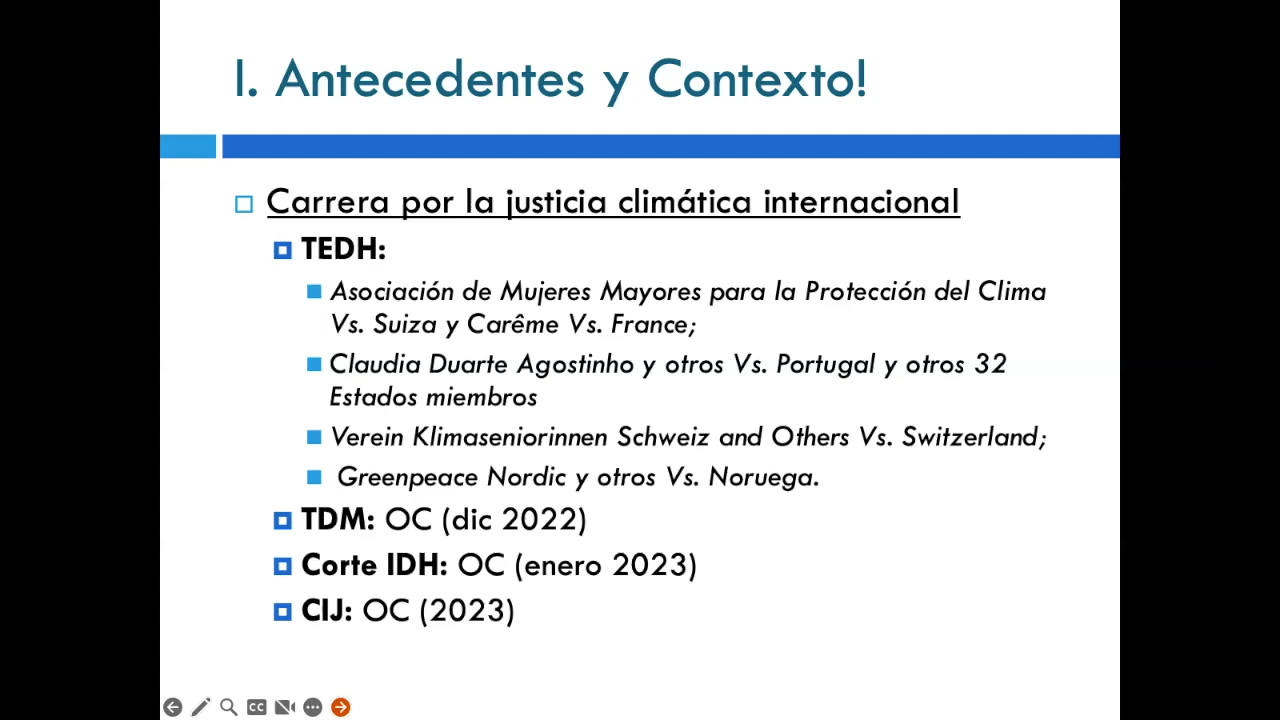 I. Antecedentes y Contexto!
Carrera por la justicia climática internacional
TEDH:
Asociación de Mujeres Mayores para la Protección del Clima
Vs. Suiza y Carême Vs. France;
Claudia Duarte Agostinho y otros Vs. Portugal y otros 32
Estados miembros
Verein Klimaseniorinnen Schweiz and Others Vs. Switzerland;
Greenpeace Nordic y otros Vs. Noruega.
TDM: OC (dic 2022)
Corte IDH: OC (enero 2023)
CIJ: OC (2023)
CC